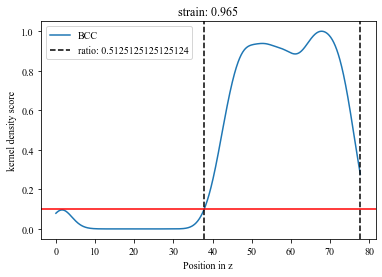 strain: 0.965
BCC
ratio: 0.5125125125125124
kernel density score
1.0
0.8
0.6
0.4
0.2
0.0
0 10 20 30 40 50 60 70 80
Position in z